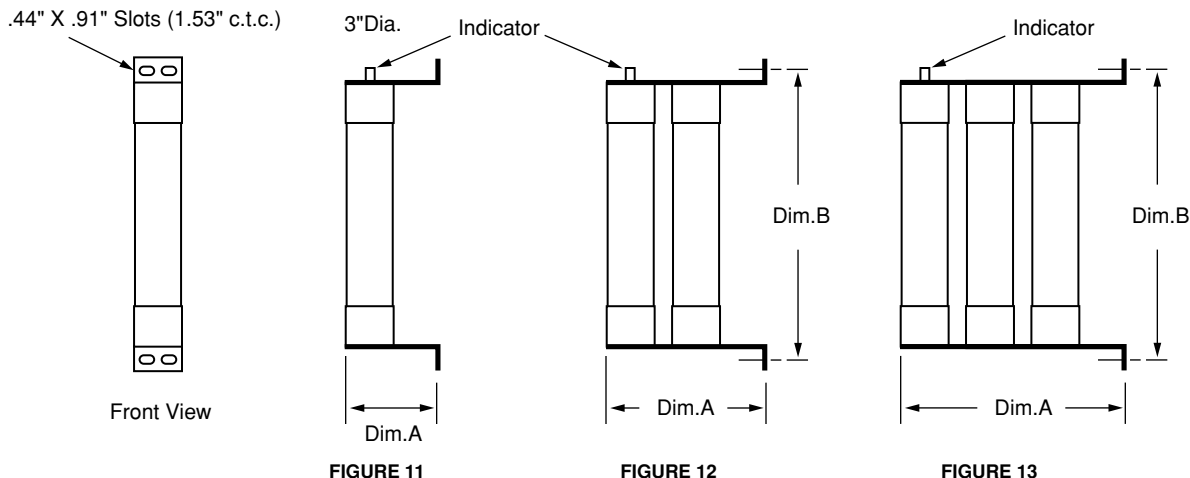 .44" X .91" Slots (1.53" c.t.c.)
3"Dia.
Indicator
Indicator
Dim.B
Dim.B
Front View
Dim.A
Dim.A
Dim.A
FIGURE 11
FIGURE 12
FIGURE 13